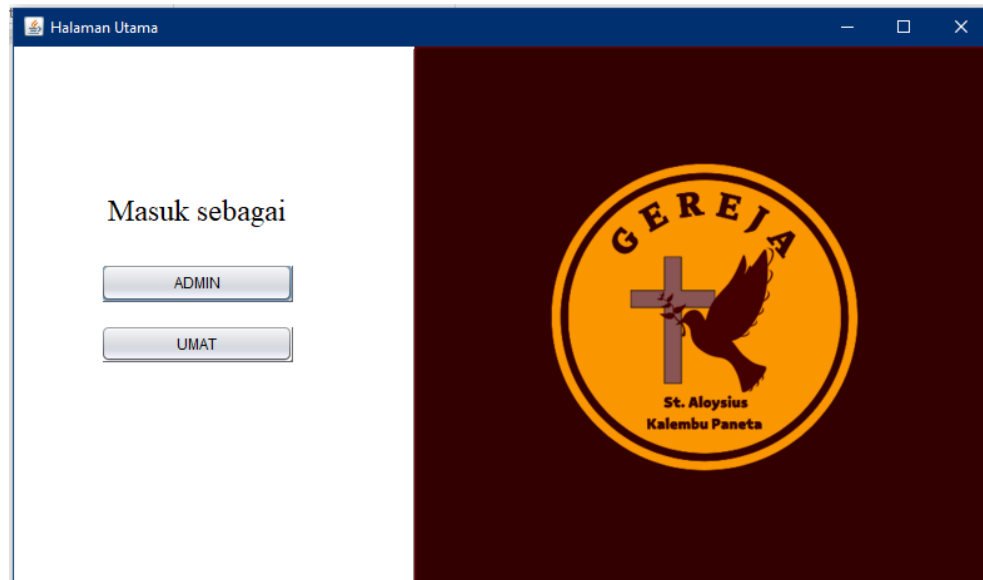 Halaman Utama
Masuk sebagai
ADMIN
UMAT
GEREJA
St. Aloysius
Kalembu Paneta